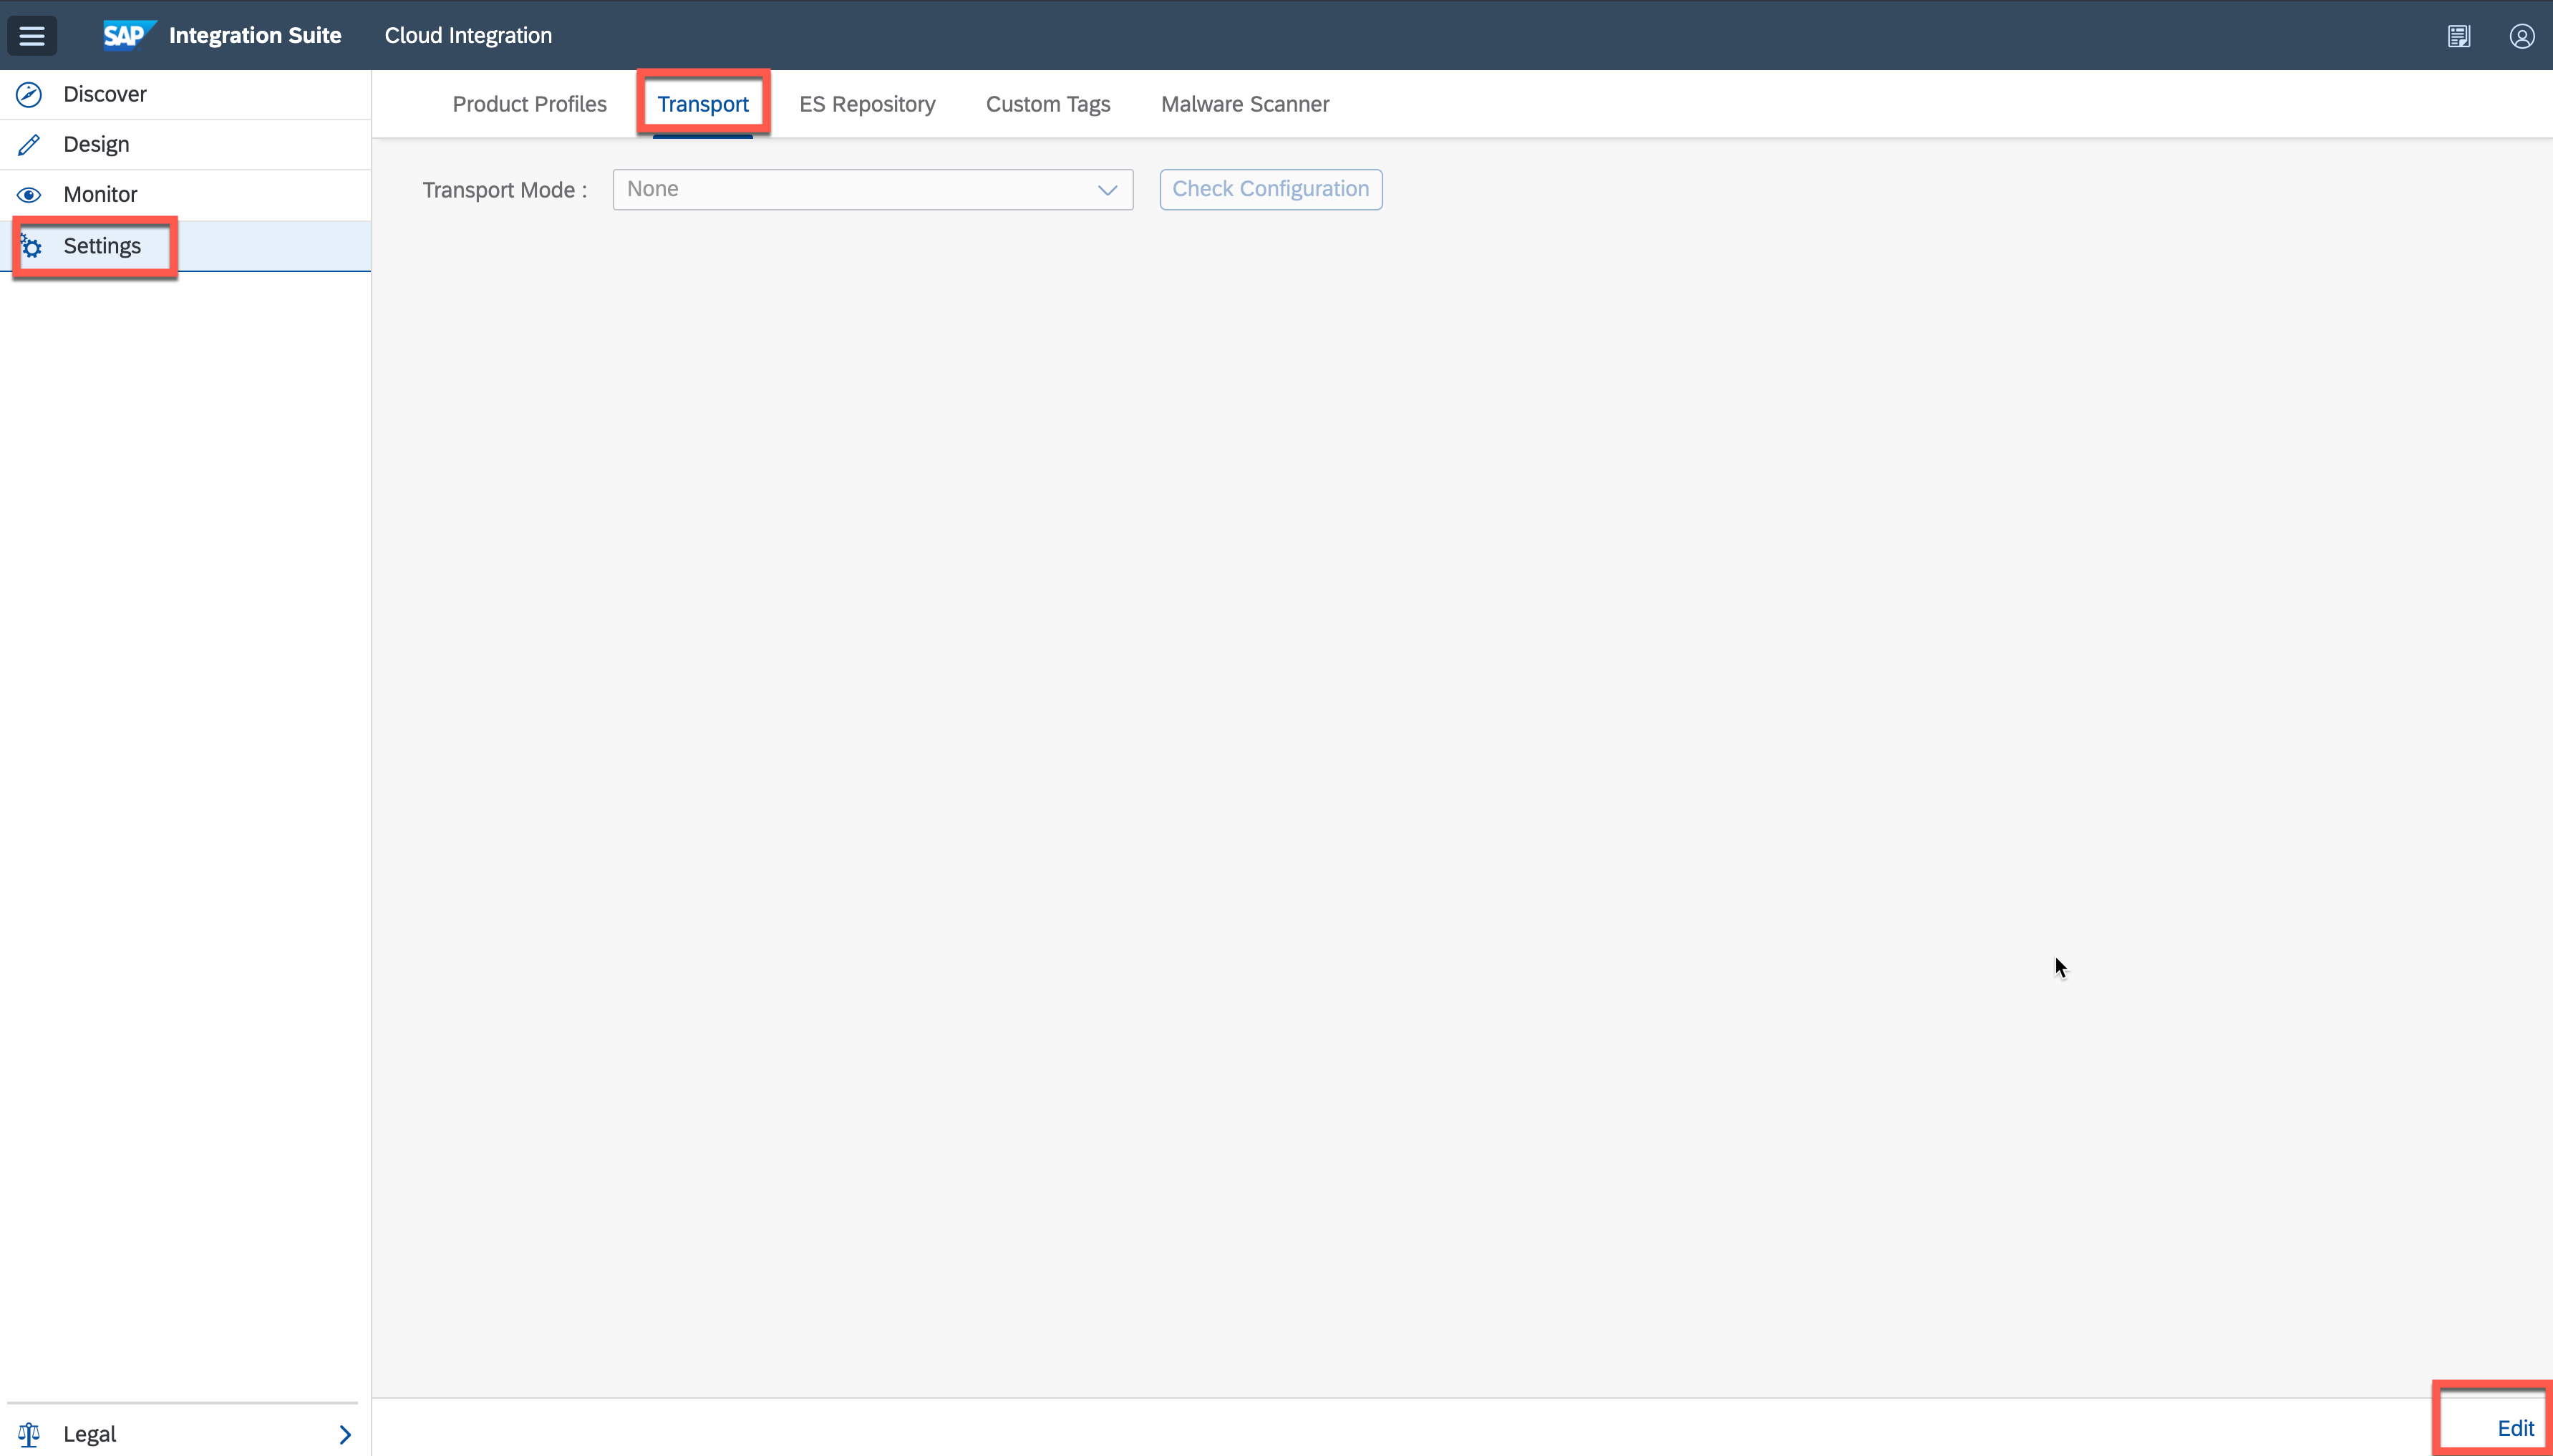 SAP Integration Suite Cloud Integration
Discover
Design
Monitor
Settings
Product Profiles Transport ES Repository Custom Tags Malware Scanner
Transport Mode : None Check Configuration
Legal
Edit